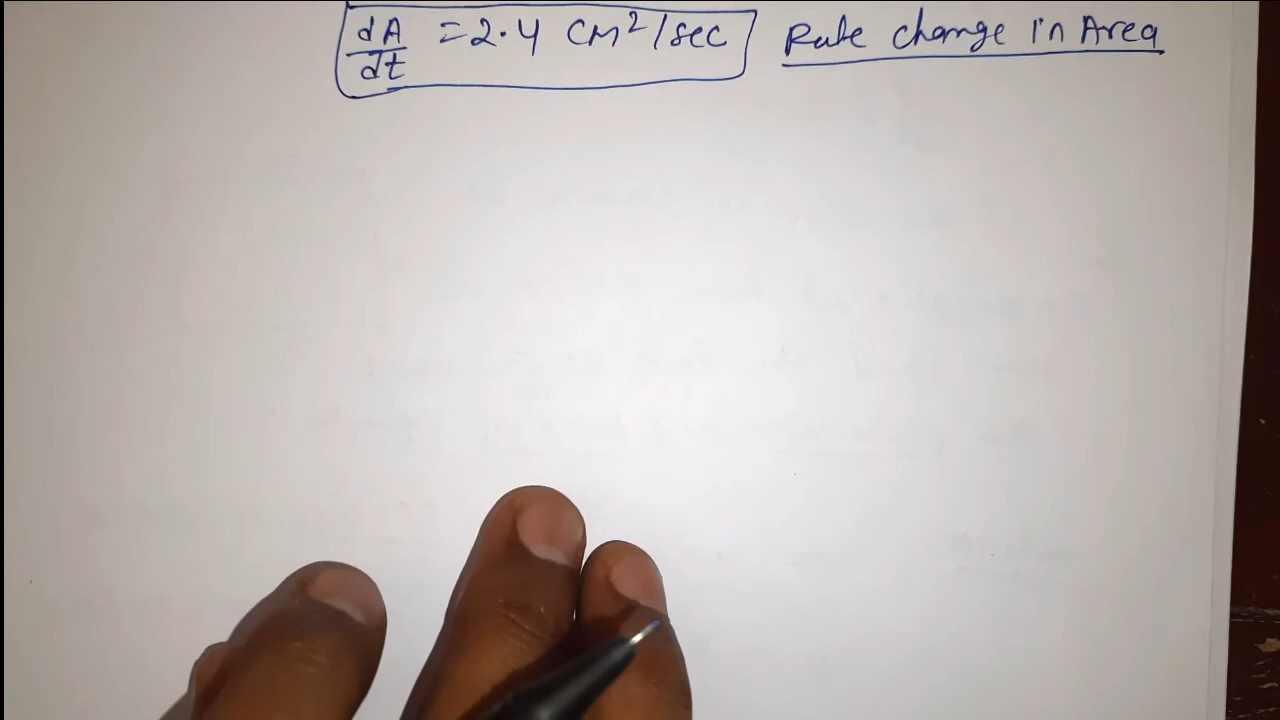 dA/dt = 2.4 cm²/sec Rate change in Area